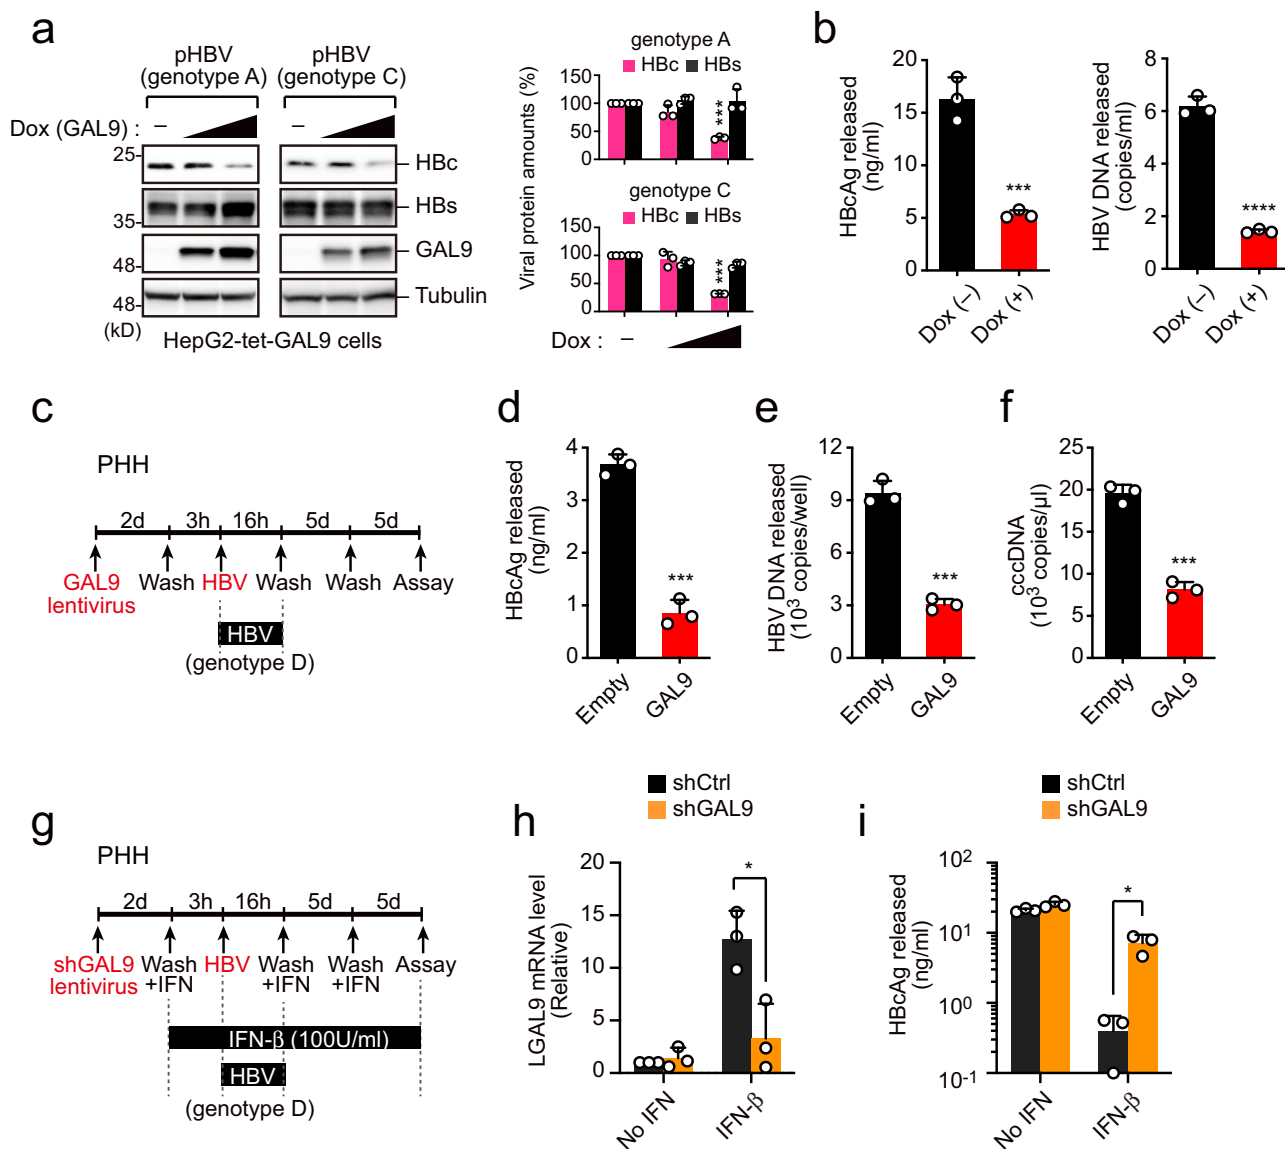 a
pHBV
(genotype A)
pHBV
(genotype C)
Dox (GAL9) :
–
–
25
HBc
HBs
35
GAL9
48
Tubulin
48
(kD)
HepG2-tet-GAL9 cells
Viral protein amounts (%)
genotype A
HBc HBs
150
100
50
0
***
genotype C
HBc HBs
150
100
50
0
***
Dox : –
b
HBcAg released
(ng/ml)
20
15
10
5
0
***
Dox (–)
Dox (+)
HBV DNA released
(copies/ml)
8
6
4
2
0
****
Dox (–)
Dox (+)
c
PHH
2d 3h 16h 5d 5d
GAL9
lentivirus
Wash HBV Wash Wash Assay
HBV
(genotype D)
d
HBcAg released
(ng/ml)
4
3
2
1
0
***
Empty
GAL9
e
HBV DNA released
(10³ copies/well)
12
9
6
3
0
***
Empty
GAL9
f
cccDNA
(10³ copies/µl)
25
20
15
10
5
0
***
Empty
GAL9
g
PHH
2d 3h 16h 5d 5d
shGAL9
lentivirus
Wash
+IFN
HBV
Wash
+IFN
Wash
+IFN
Assay
IFN-β (100U/ml)
HBV
(genotype D)
h
shCtrl
shGAL9
LGAL9 mRNA level
(Relative)
20
15
10
5
0
*
No IFN
IFN-β
i
shCtrl
shGAL9
HBcAg released
(ng/ml)
10²
10¹
10⁰
10⁻¹
*
No IFN
IFN-β